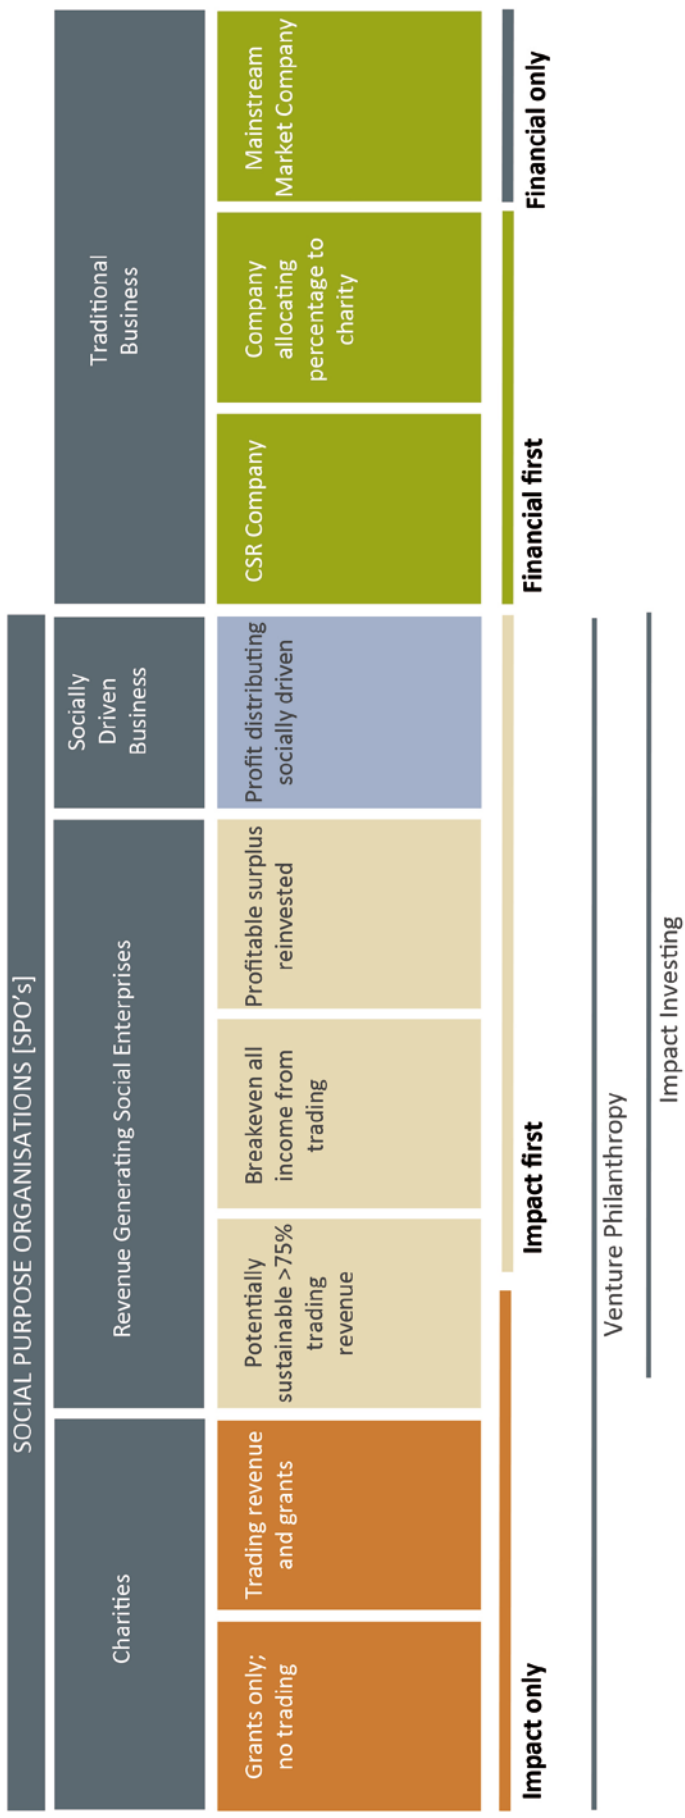 SOCIAL PURPOSE ORGANISATIONS [SPO's]
Charities
Revenue Generating Social Enterprises
Socially
Driven
Business
Traditional
Business
Grants only;
no trading
Trading revenue
and grants
Potentially
sustainable >75%
trading
revenue
Breakeven all
income from
trading
Profitable surplus
reinvested
Profit distributing
socially driven
CSR Company
Company
allocating
percentage to
charity
Mainstream
Market Company
Impact only
Impact first
Financial first
Financial only
Venture Philanthropy
Impact Investing